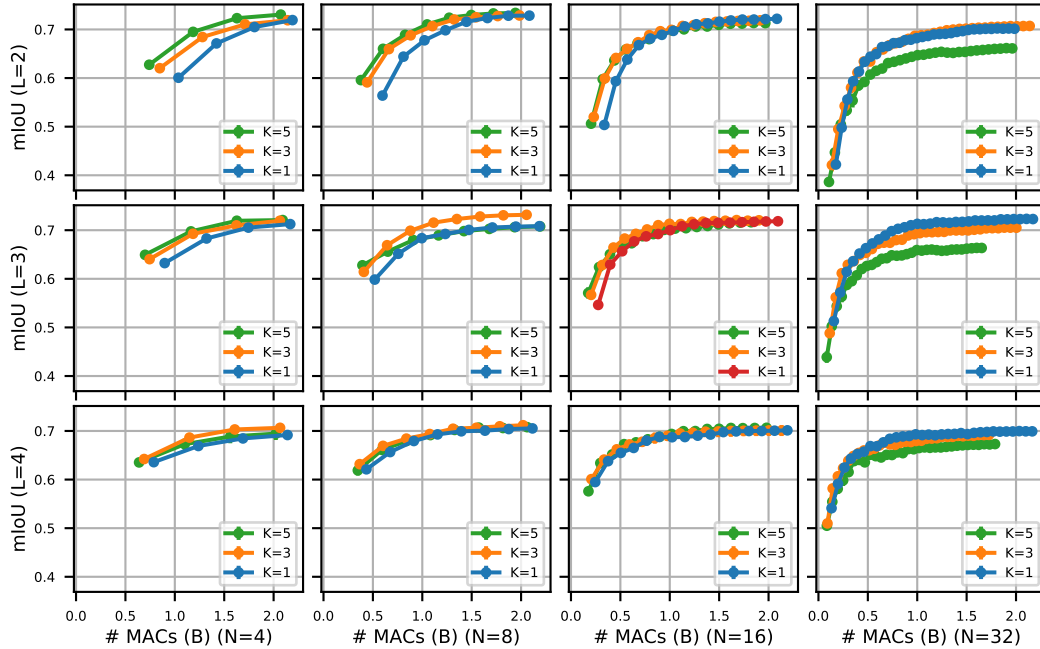 mIoU (L=2)
0.7
0.6
0.5
0.4
K=5
K=3
K=1
K=5
K=3
K=1
K=5
K=3
K=1
K=5
K=3
K=1
mIoU (L=3)
0.7
0.6
0.5
0.4
K=5
K=3
K=1
K=5
K=3
K=1
K=5
K=3
K=1
K=5
K=3
K=1
mIoU (L=4)
0.7
0.6
0.5
0.4
K=5
K=3
K=1
K=5
K=3
K=1
K=5
K=3
K=1
K=5
K=3
K=1
0.0 0.5 1.0 1.5 2.0 0.0 0.5 1.0 1.5 2.0 0.0 0.5 1.0 1.5 2.0 0.0 0.5 1.0 1.5 2.0
# MACs (B) (N=4) # MACs (B) (N=8) # MACs (B) (N=16) # MACs (B) (N=32)